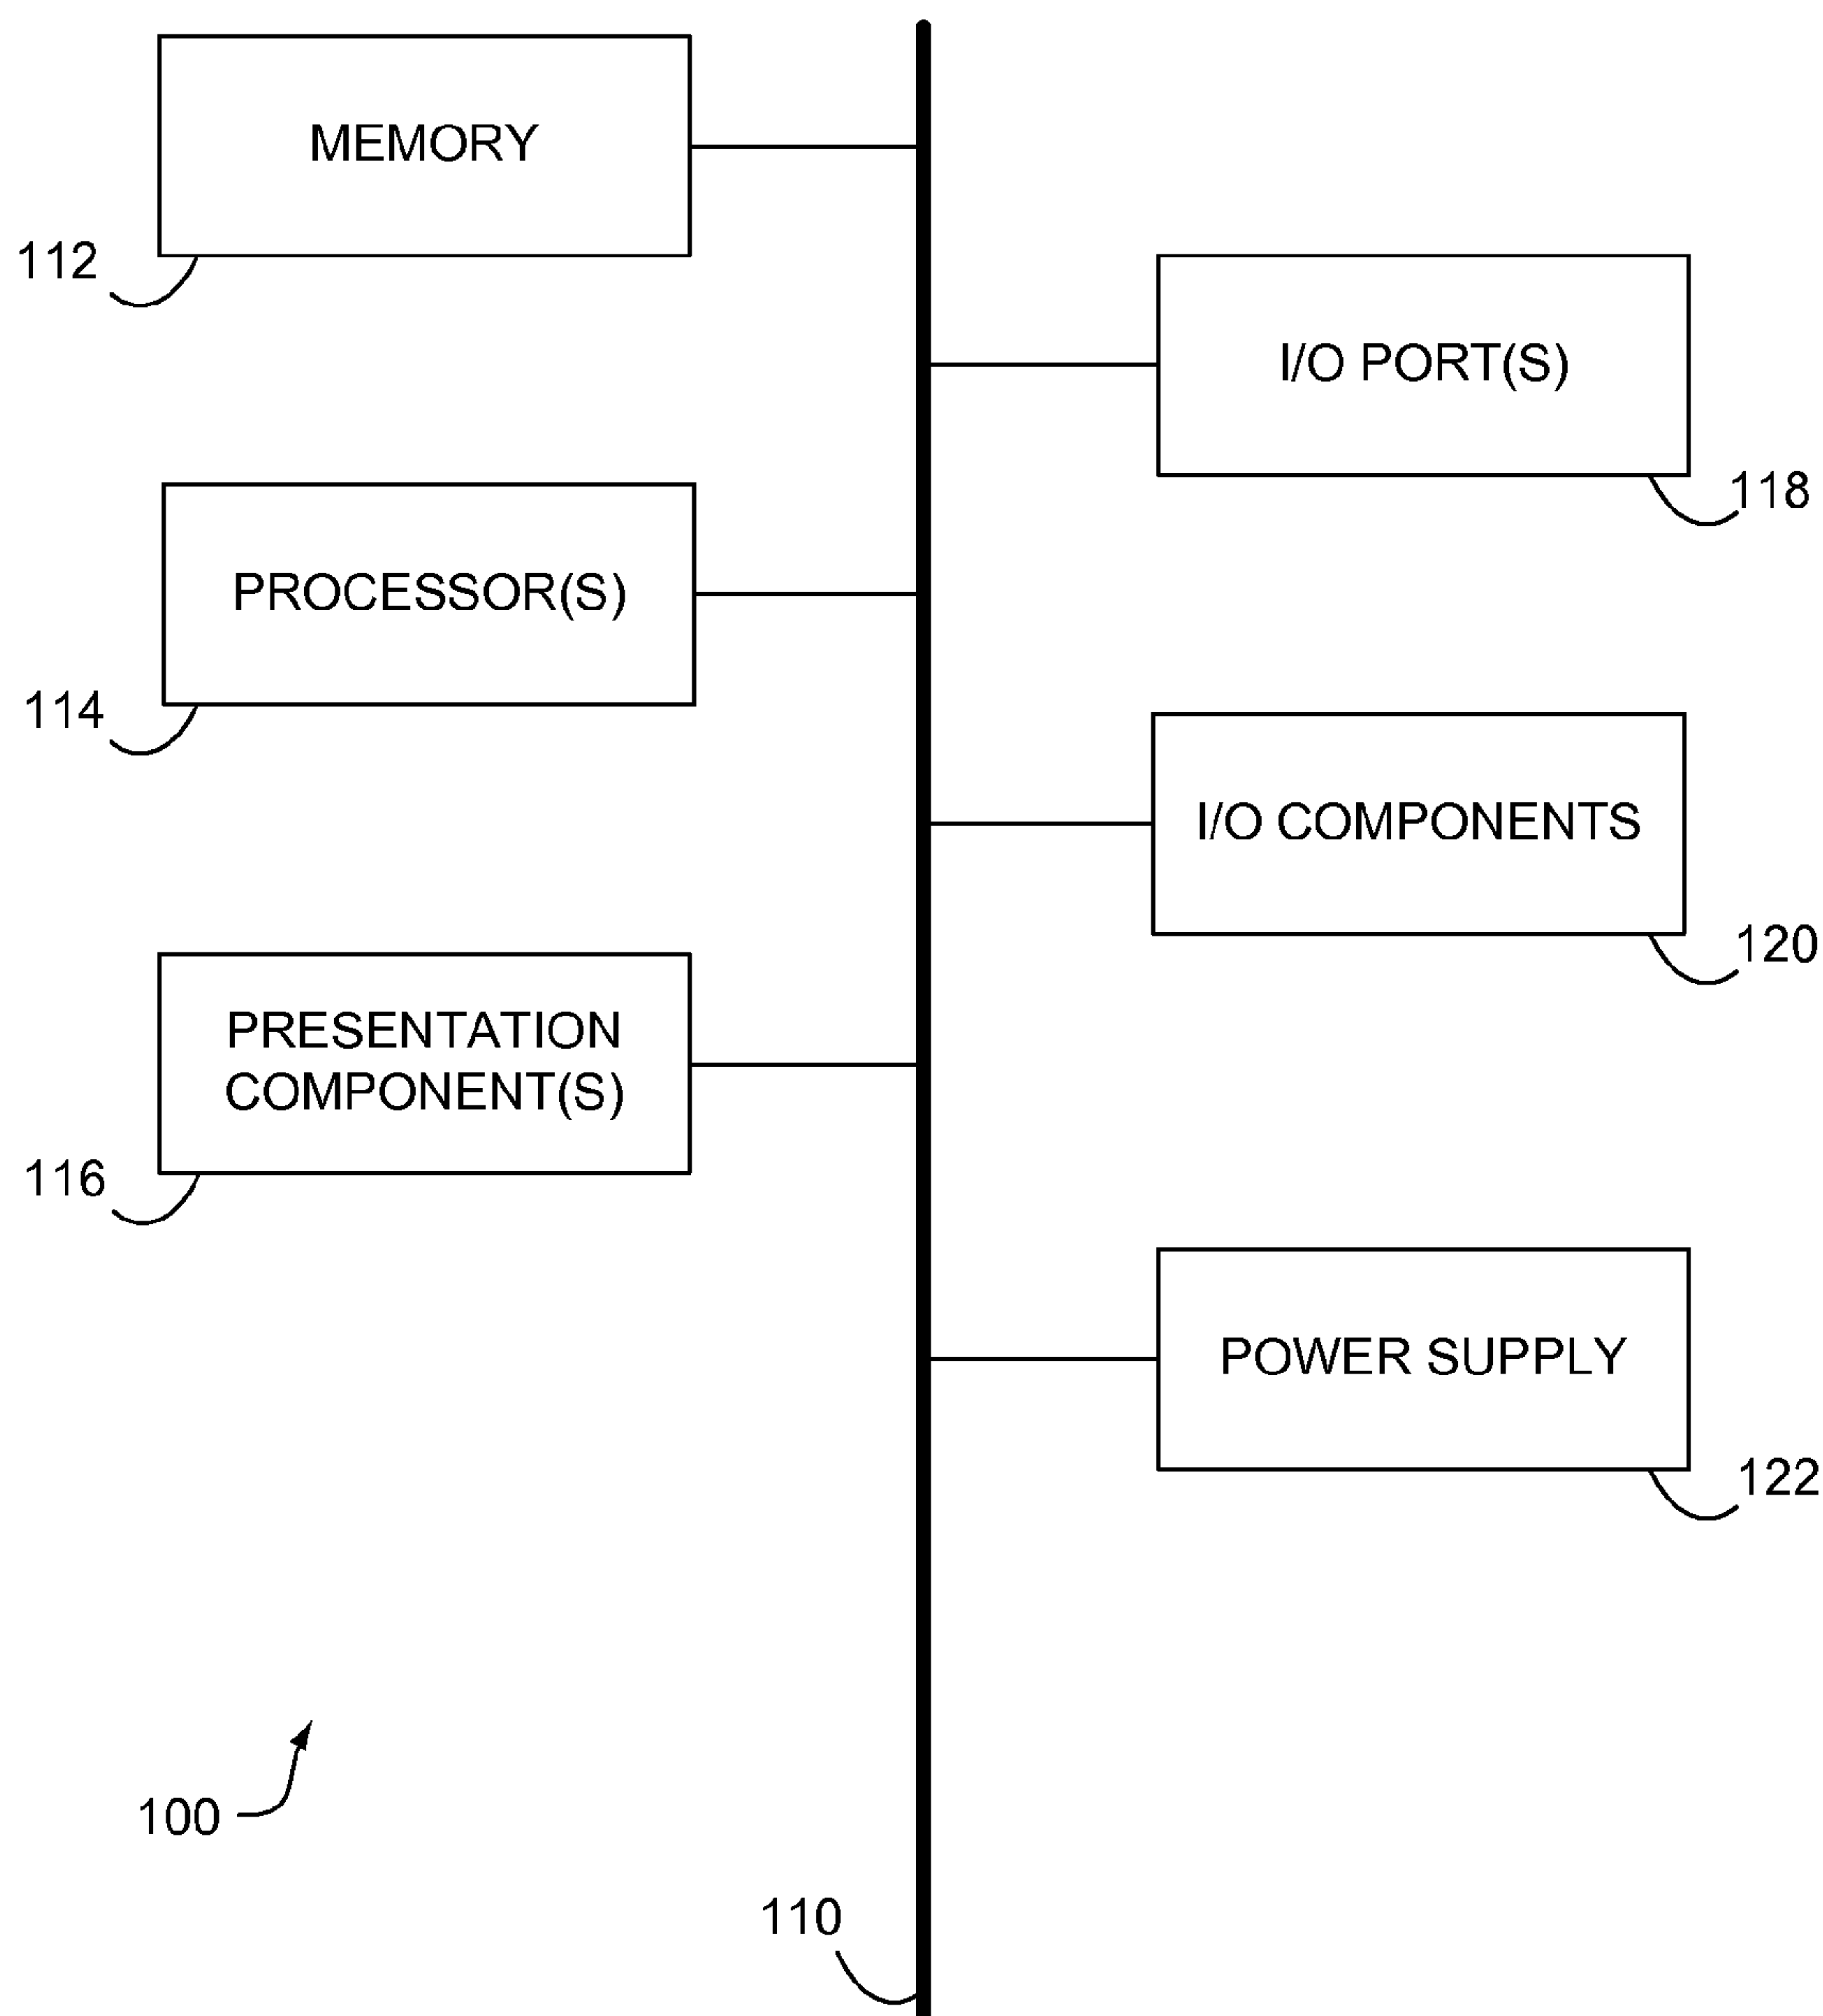 MEMORY
112
I/O PORT(S)
118
PROCESSOR(S)
114
I/O COMPONENTS
120
PRESENTATION
COMPONENT(S)
116
POWER SUPPLY
122
100
110